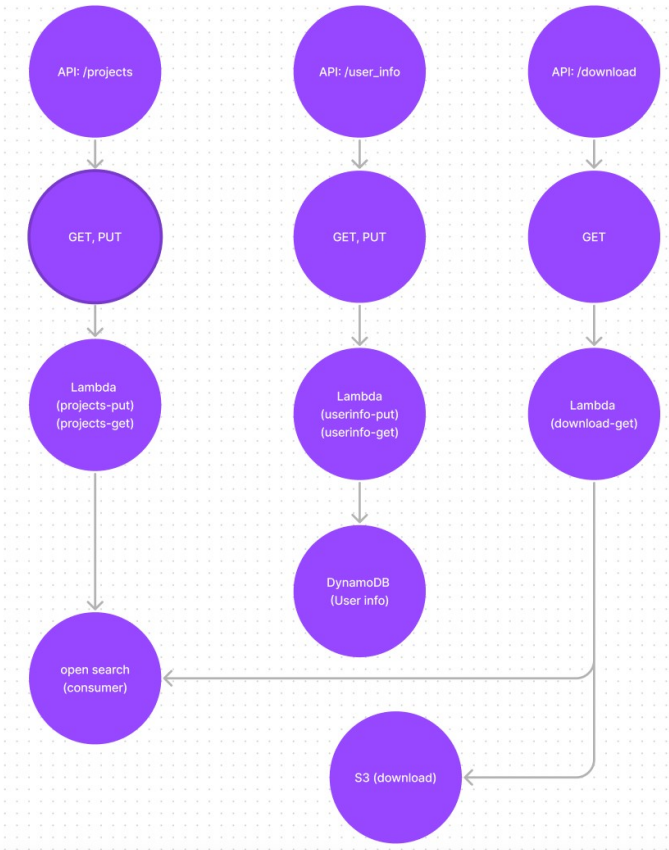 API: /projects
API: /user_info
API: /download
GET, PUT
GET, PUT
GET
Lambda
(projects-put)
(projects-get)
Lambda
(userinfo-put)
(userinfo-get)
Lambda
(download-get)
DynamoDB
(User info)
open search
(consumer)
S3 (download)